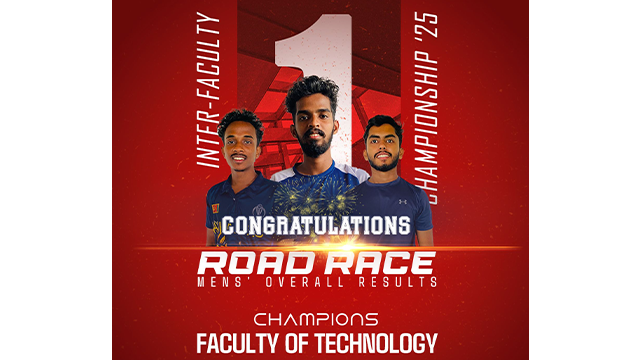 INTER-FACULTY
1
CHAMPIONSHIP '25
CONGRATULATIONS
ROAD RACE
MENS' OVERALL RESULTS
CHAMPIONS
FACULTY OF TECHNOLOGY